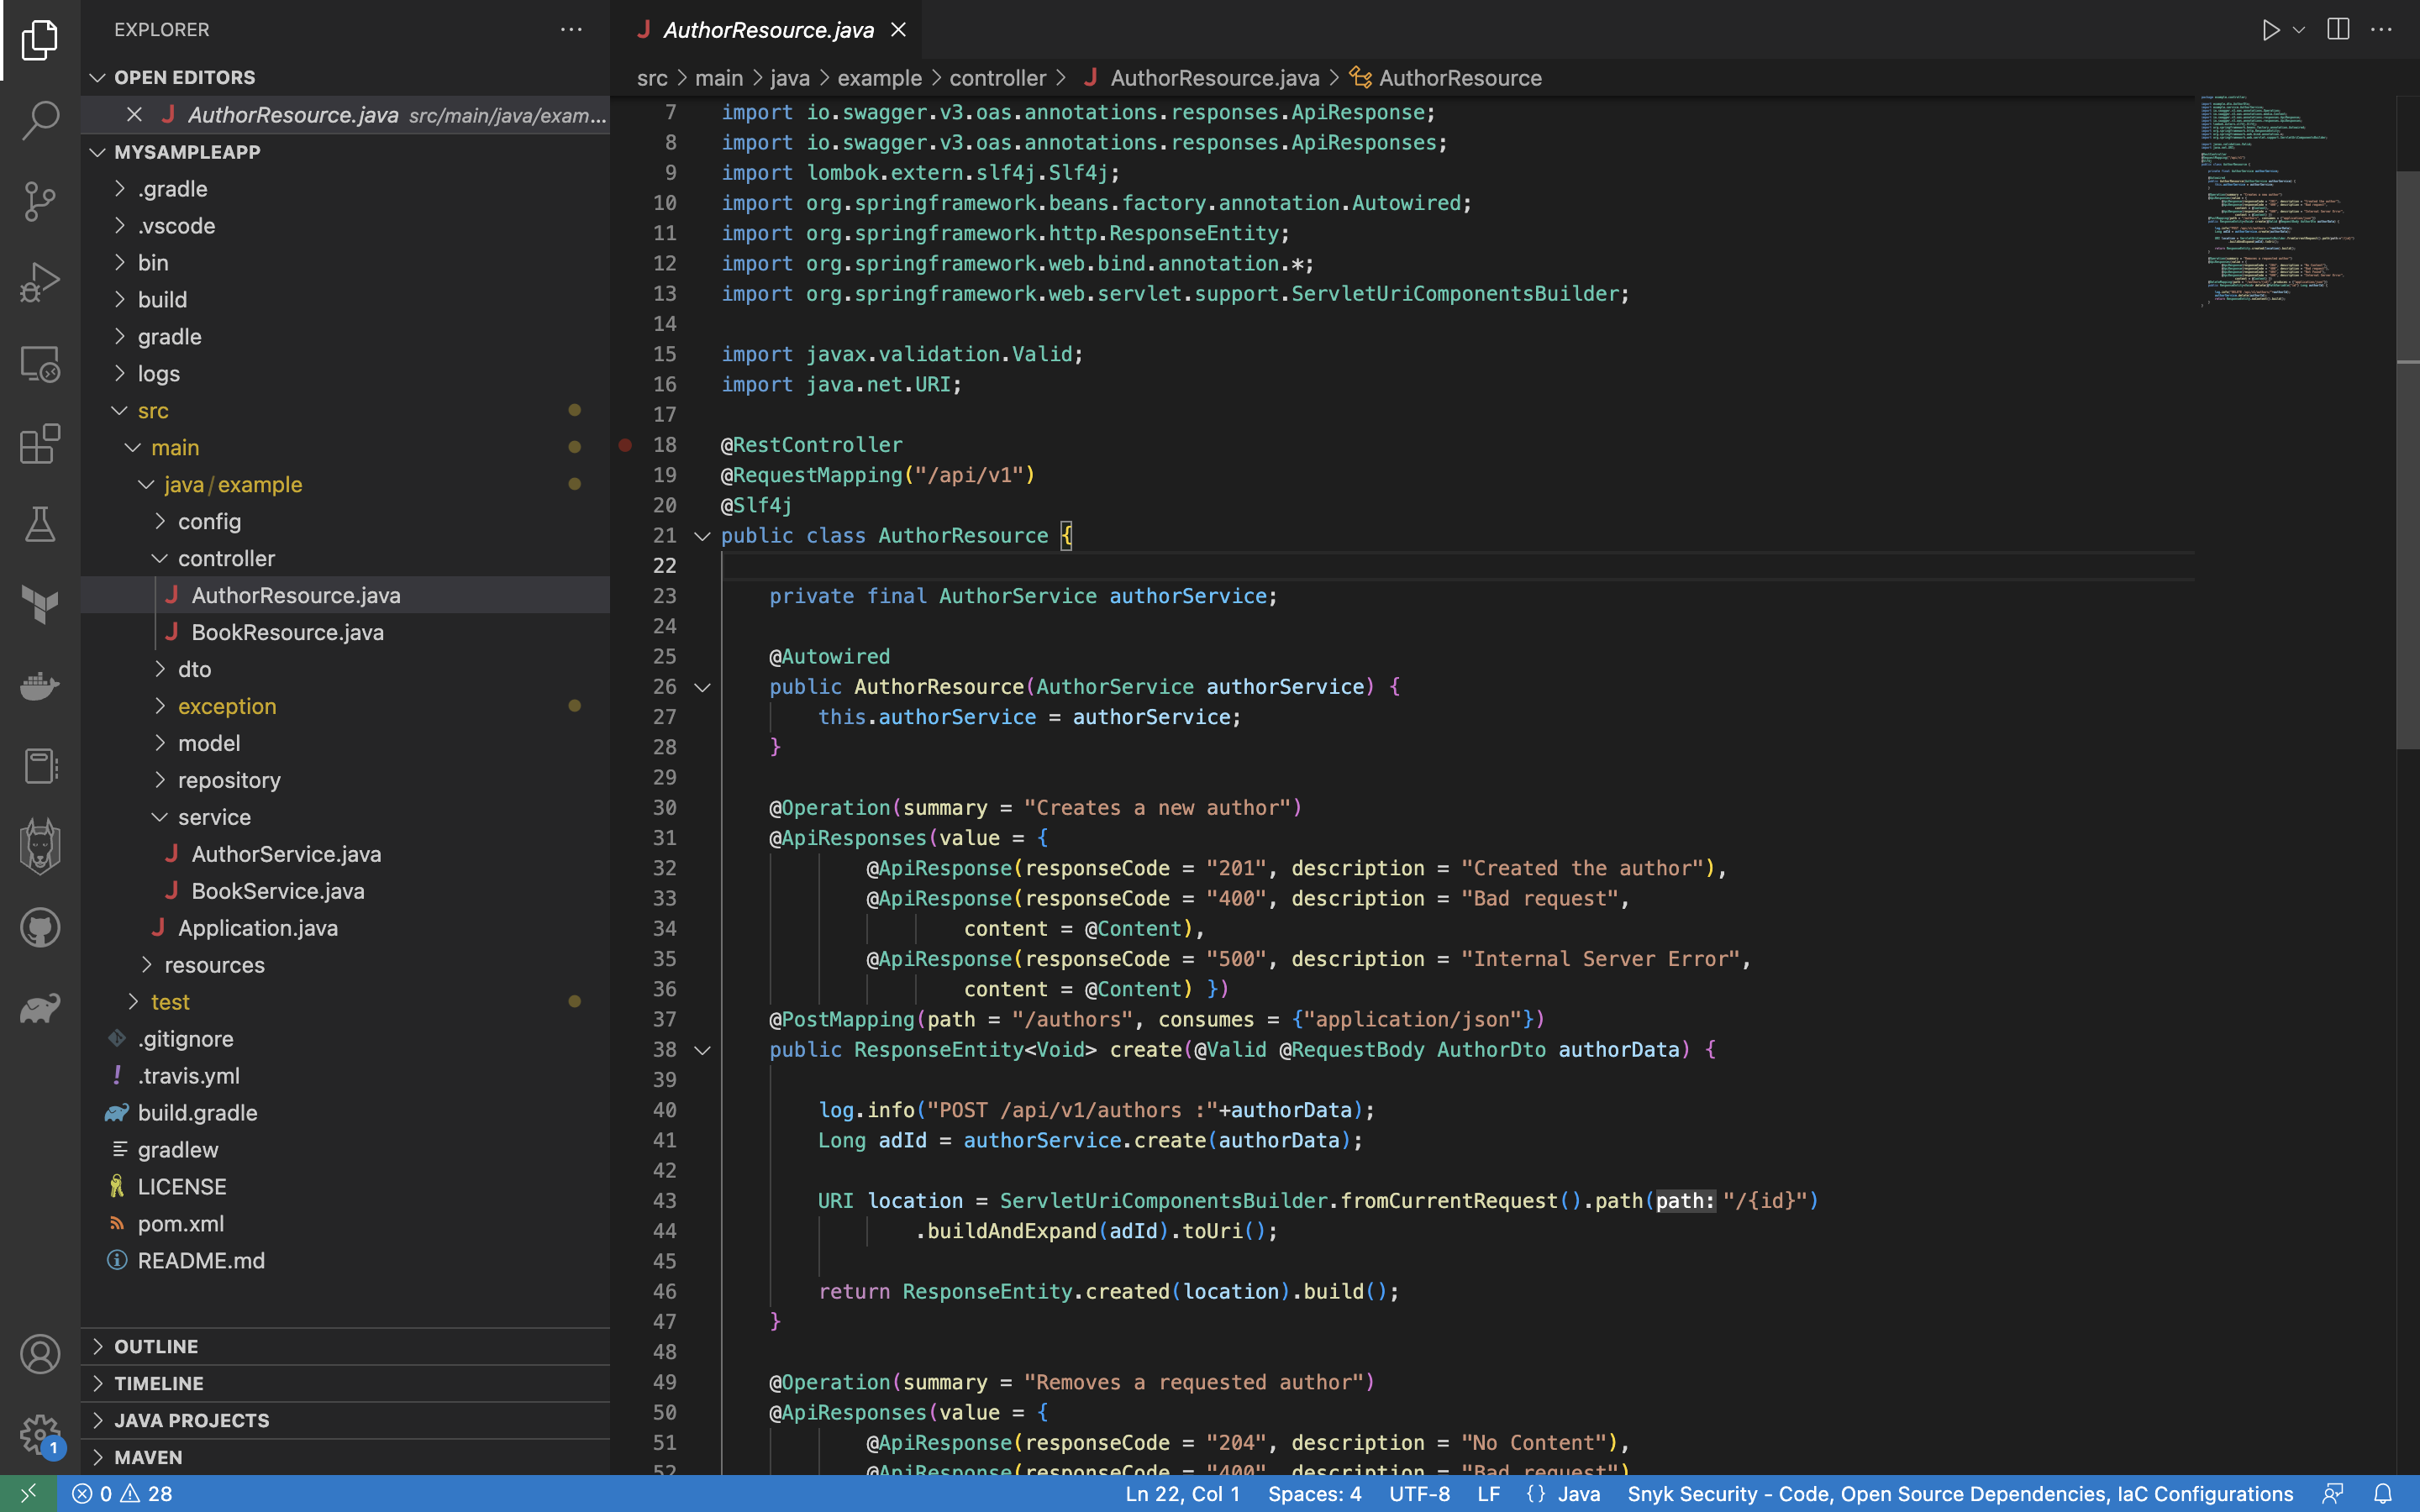 EXPLORER
OPEN EDITORS
AuthorResource.java src/main/java/exam...
MYSAMPLEAPP
.gradle
.vscode
bin
build
gradle
logs
src
main
java/example
config
controller
AuthorResource.java
BookResource.java
dto
exception
model
repository
service
AuthorService.java
BookService.java
Application.java
resources
test
.gitignore
.travis.yml
build.gradle
gradlew
LICENSE
pom.xml
README.md
OUTLINE
TIMELINE
JAVA PROJECTS
MAVEN
1
AuthorResource.java
src > main > java > example > controller > AuthorResource.java > AuthorResource
7 import io.swagger.v3.oas.annotations.responses.ApiResponse;
8 import io.swagger.v3.oas.annotations.responses.ApiResponses;
9 import lombok.extern.slf4j.Slf4j;
10 import org.springframework.beans.factory.annotation.Autowired;
11 import org.springframework.http.ResponseEntity;
12 import org.springframework.web.bind.annotation.*;
13 import org.springframework.web.servlet.support.ServletUriComponentsBuilder;
14
15 import javax.validation.Valid;
16 import java.net.URI;
17
18 @RestController
19 @RequestMapping("/api/v1")
20 @Slf4j
21 public class AuthorResource {
22
23 private final AuthorService authorService;
24
25 @Autowired
26 public AuthorResource(AuthorService authorService) {
27 this.authorService = authorService;
28 }
29
30 @Operation(summary = "Creates a new author")
31 @ApiResponses(value = {
32 @ApiResponse(responseCode = "201", description = "Created the author"),
33 @ApiResponse(responseCode = "400", description = "Bad request",
34 content = @Content),
35 @ApiResponse(responseCode = "500", description = "Internal Server Error",
36 content = @Content) })
37 @PostMapping(path = "/authors", consumes = {"application/json"})
38 public ResponseEntity<Void> create(@Valid @RequestBody AuthorDto authorData) {
39
40 log.info("POST /api/v1/authors :"+authorData);
41 Long adId = authorService.create(authorData);
42
43 URI location = ServletUriComponentsBuilder.fromCurrentRequest().path(path:"/{id}")
44 .buildAndExpand(adId).toUri();
45
46 return ResponseEntity.created(location).build();
47 }
48
49 @Operation(summary = "Removes a requested author")
50 @ApiResponses(value = {
51 @ApiResponse(responseCode = "204", description = "No Content"),
52 @ApiResponse(responseCode = "400", description = "Bad request")
0 28
Ln 22, Col 1 Spaces: 4 UTF-8 LF {} Java Snyk Security - Code, Open Source Dependencies, IaC Configurations